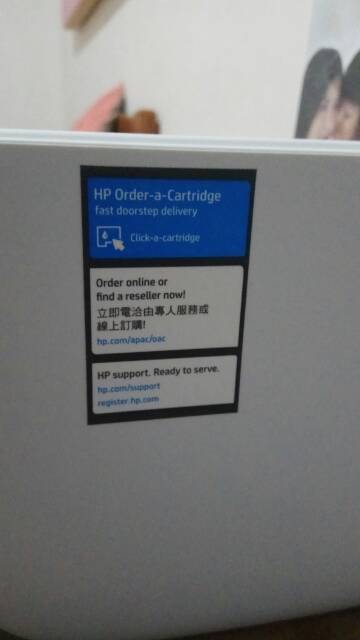 HP Order-a-Cartridge
fast doorstep delivery
Click-a-cartridge
Order online or
find a reseller now!
立即電洽由專人服務或
線上訂購!
hp.com/apac/oac
HP support. Ready to serve.
hp.com/support
register.hp.com